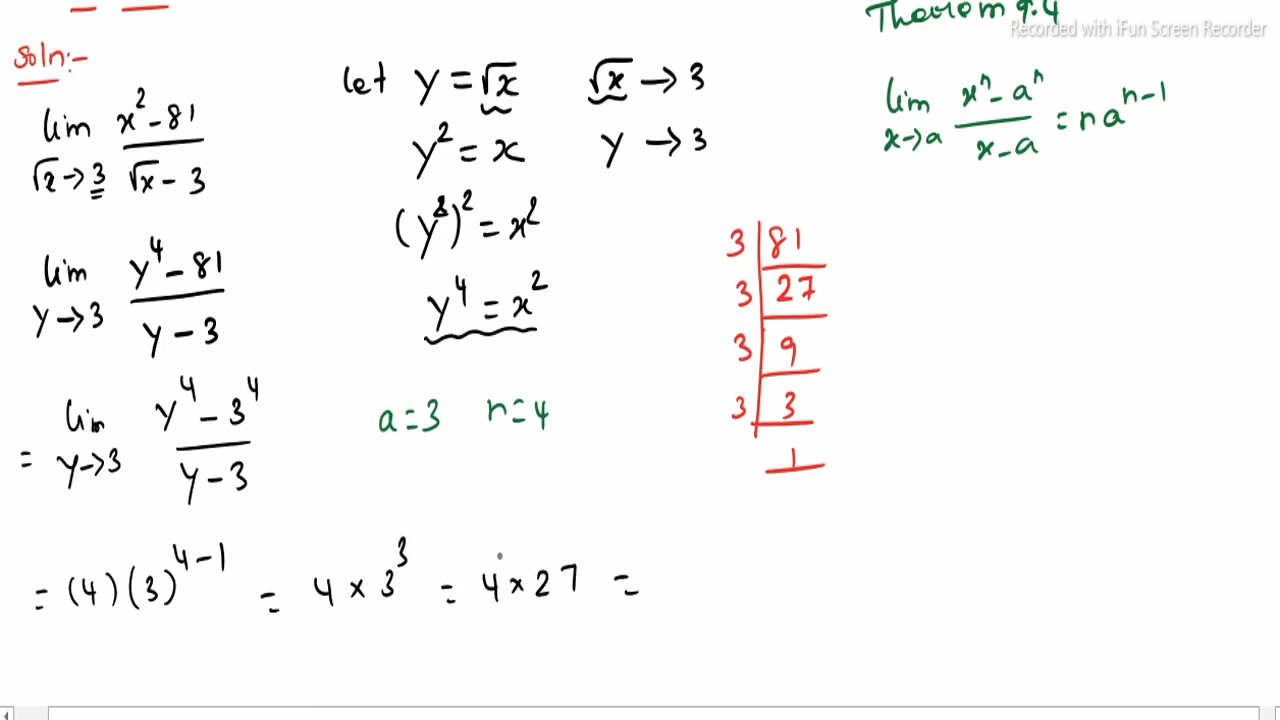 Theorem 9.4
Recorded with iFun Screen Recorder
Soln:-
lim x² - 81
√x → 3 √x - 3
let y = √x √x → 3
y² = x y → 3
(y²)² = x²
y⁴ = x²
lim xⁿ - aⁿ = n aⁿ⁻¹
x → a x - a
lim y⁴ - 81
y → 3 y - 3
3 | 81
3 | 27
3 | 9
3 | 3
1
= lim y⁴ - 3⁴
y → 3 y - 3
a = 3 n = 4
= (4)(3)⁴⁻¹ = 4 × 3³ = 4 × 27 =